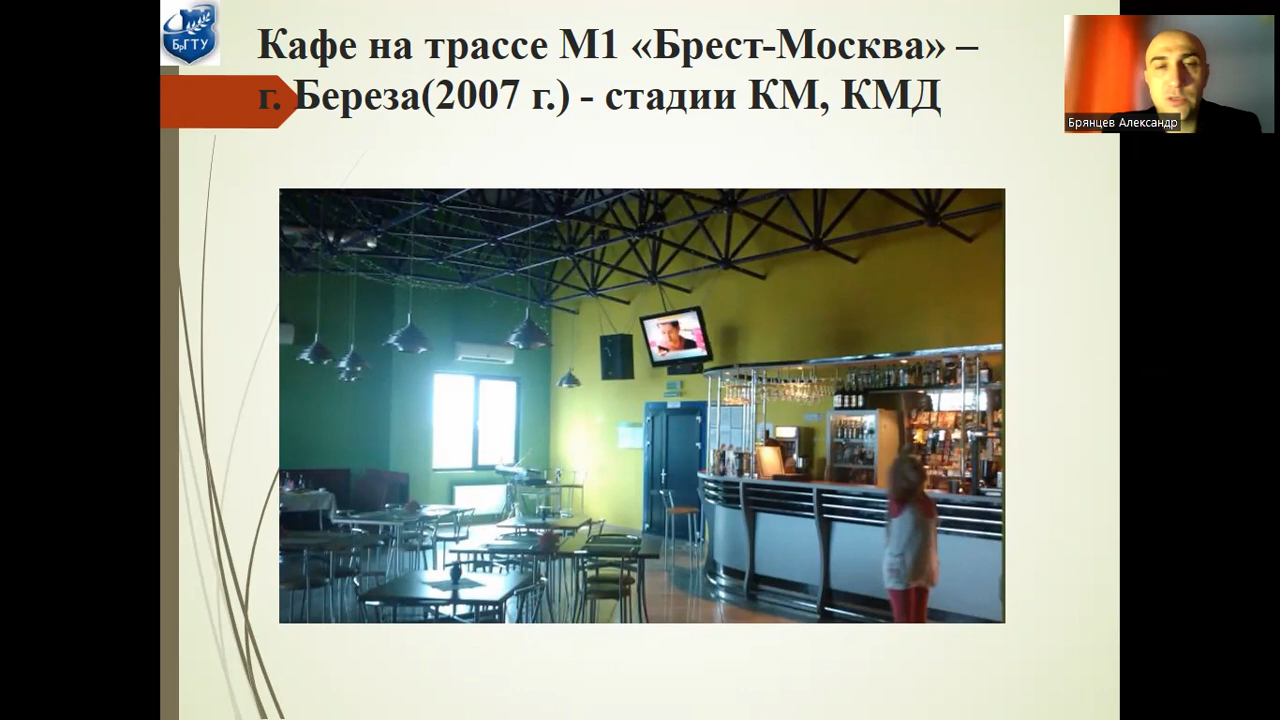 БрГТУ
Кафе на трассе М1 «Брест-Москва» –
г. Береза(2007 г.) - стадии КМ, КМД
Брянцев Александр